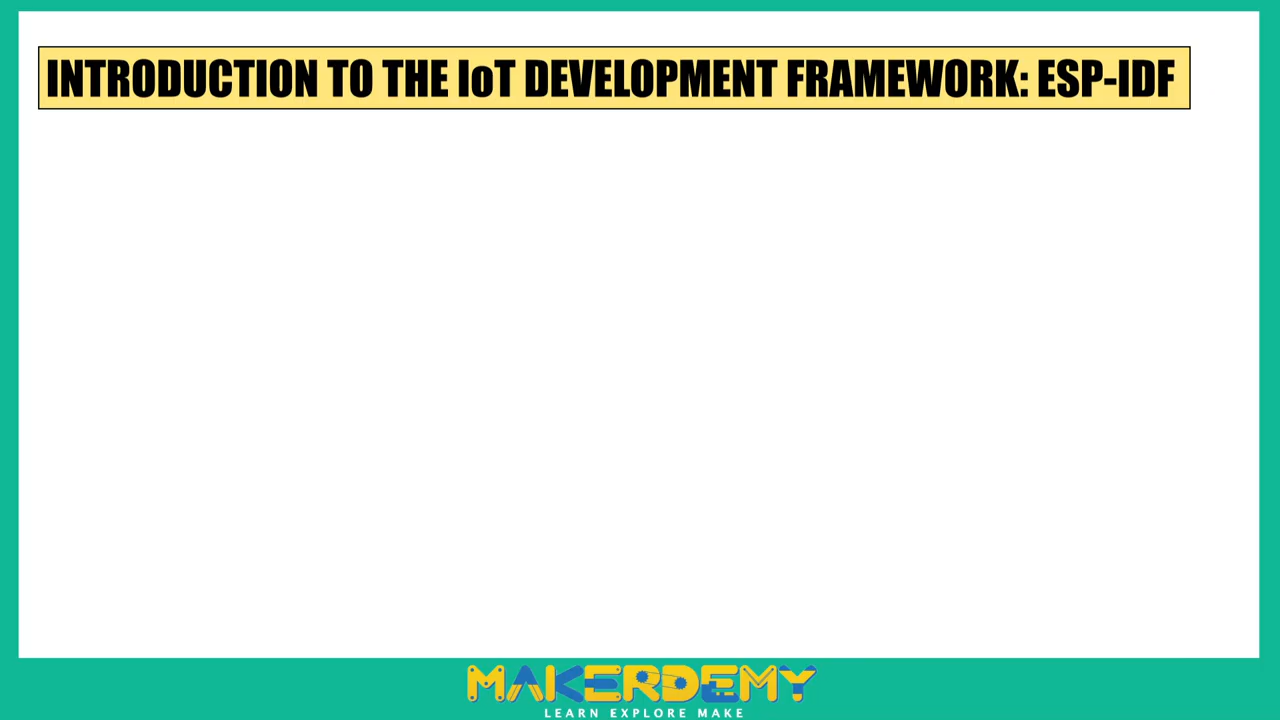 INTRODUCTION TO THE IoT DEVELOPMENT FRAMEWORK: ESP-IDF
MAKERDEMY
LEARN EXPLORE MAKE